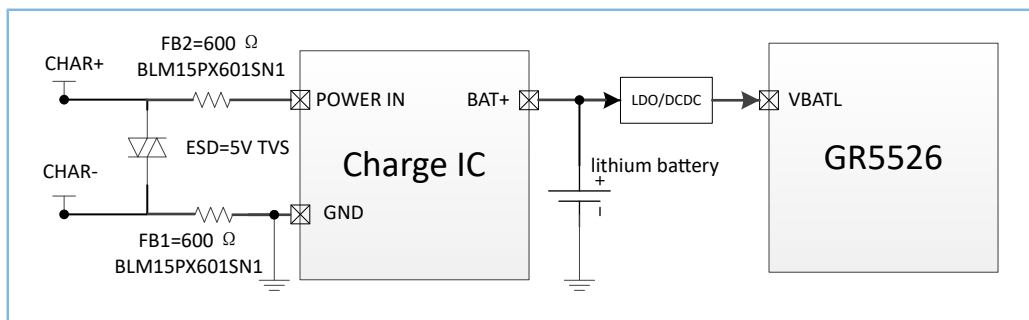 FB2=600 Ω
BLM15PX601SN1
CHAR+
POWER IN
BAT+
LDO/DCDC
VBATL
ESD=5V TVS
Charge IC
lithium battery
GR5526
CHAR-
+
GND
FB1=600 Ω
BLM15PX601SN1